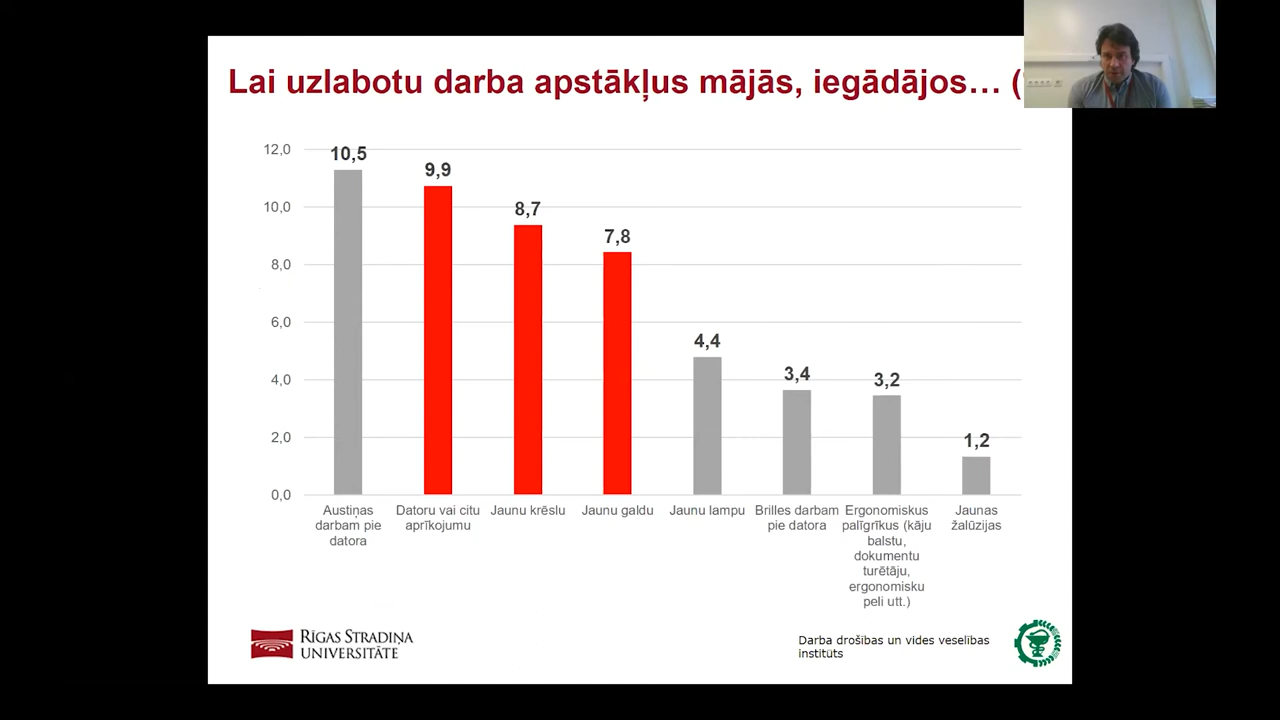 Lai uzlabotu darba apstākļus mājās, iegādājos… (
12,0
10,0
8,0
6,0
4,0
2,0
0,0
10,5
9,9
8,7
7,8
4,4
3,4
3,2
1,2
Austiņas
darbam pie
datora
Datoru vai citu
aprīkojumu
Jaunu krēslu
Jaunu galdu
Jaunu lampu
Brilles darbam
pie datora
Ergonomiskus
palīgrīkus (kāju
balstu,
dokumentu
turētāju,
ergonomisku
peli utt.)
Jaunas
žalūzijas
RĪGAS STRADIŅA
UNIVERSITĀTE
Darba drošības un vides veselības
institūts